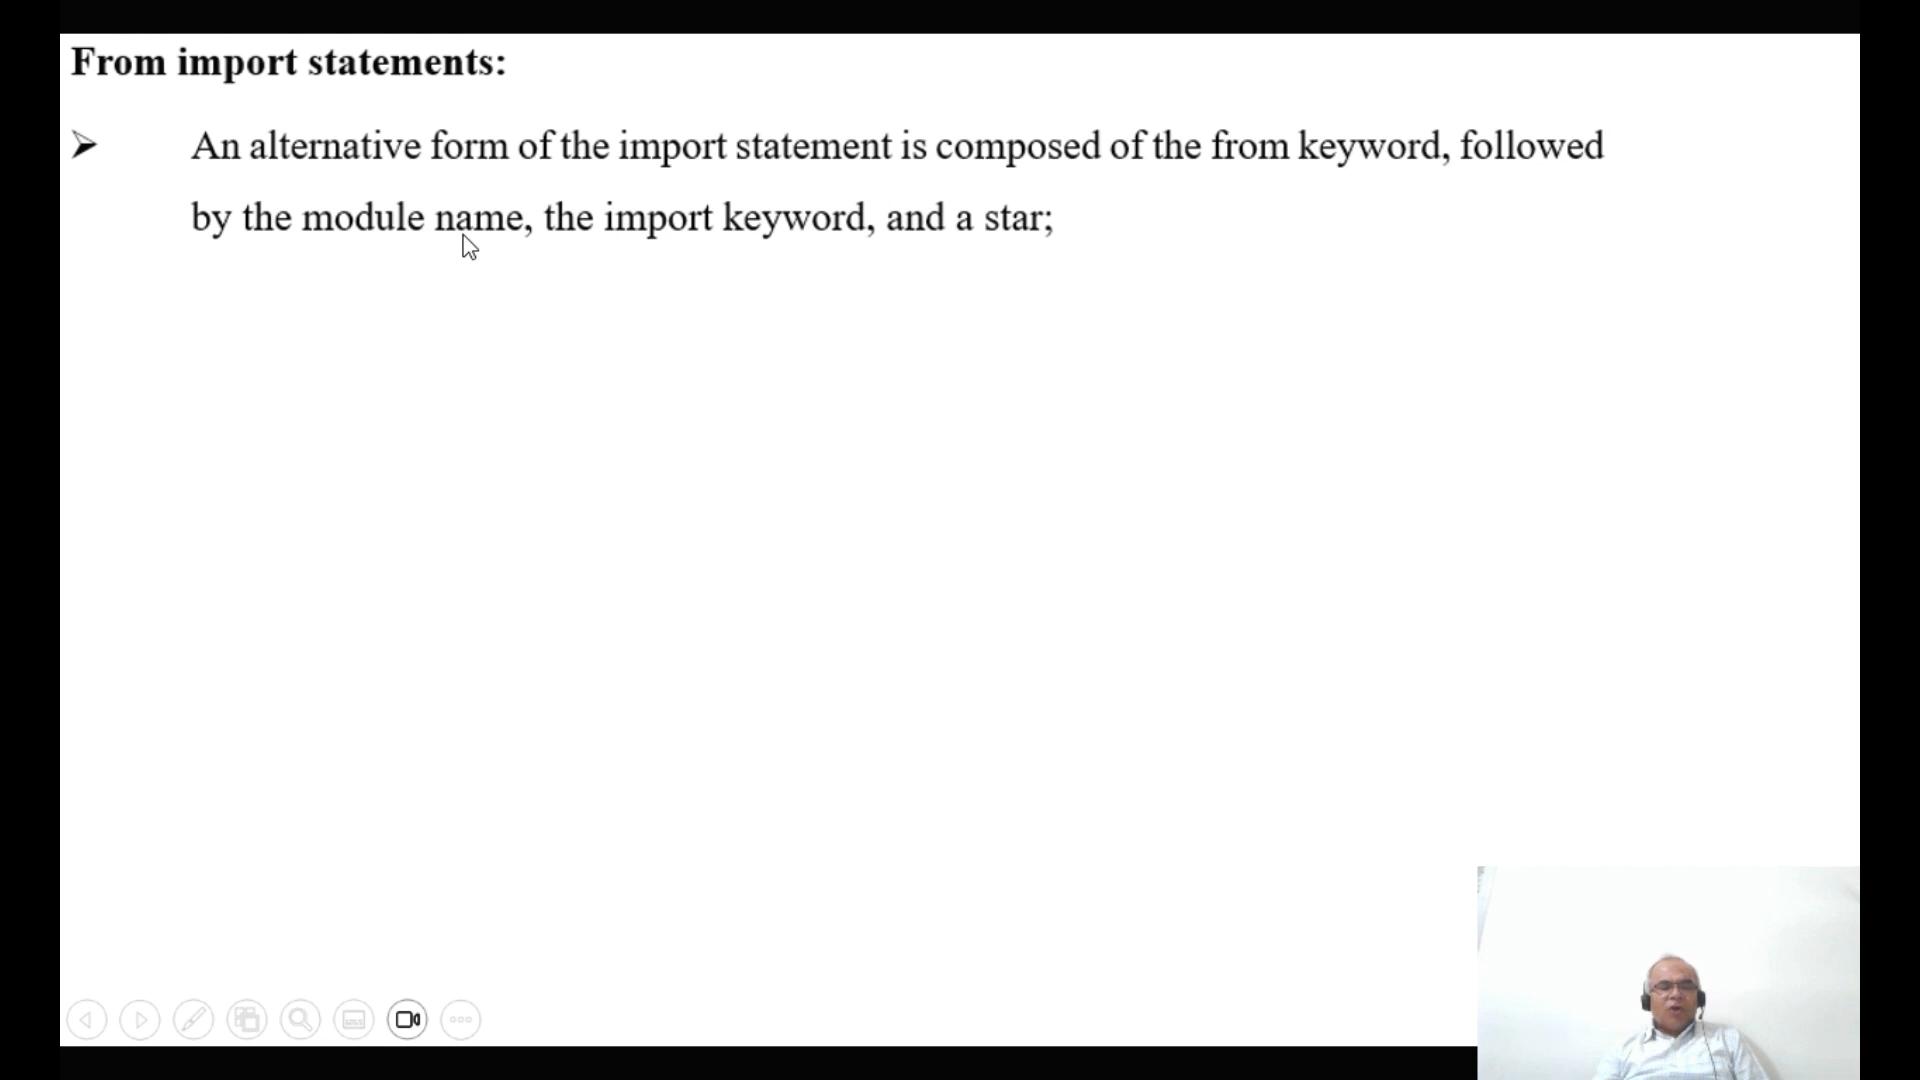 From import statements:
➢ An alternative form of the import statement is composed of the from keyword, followed
by the module name, the import keyword, and a star;